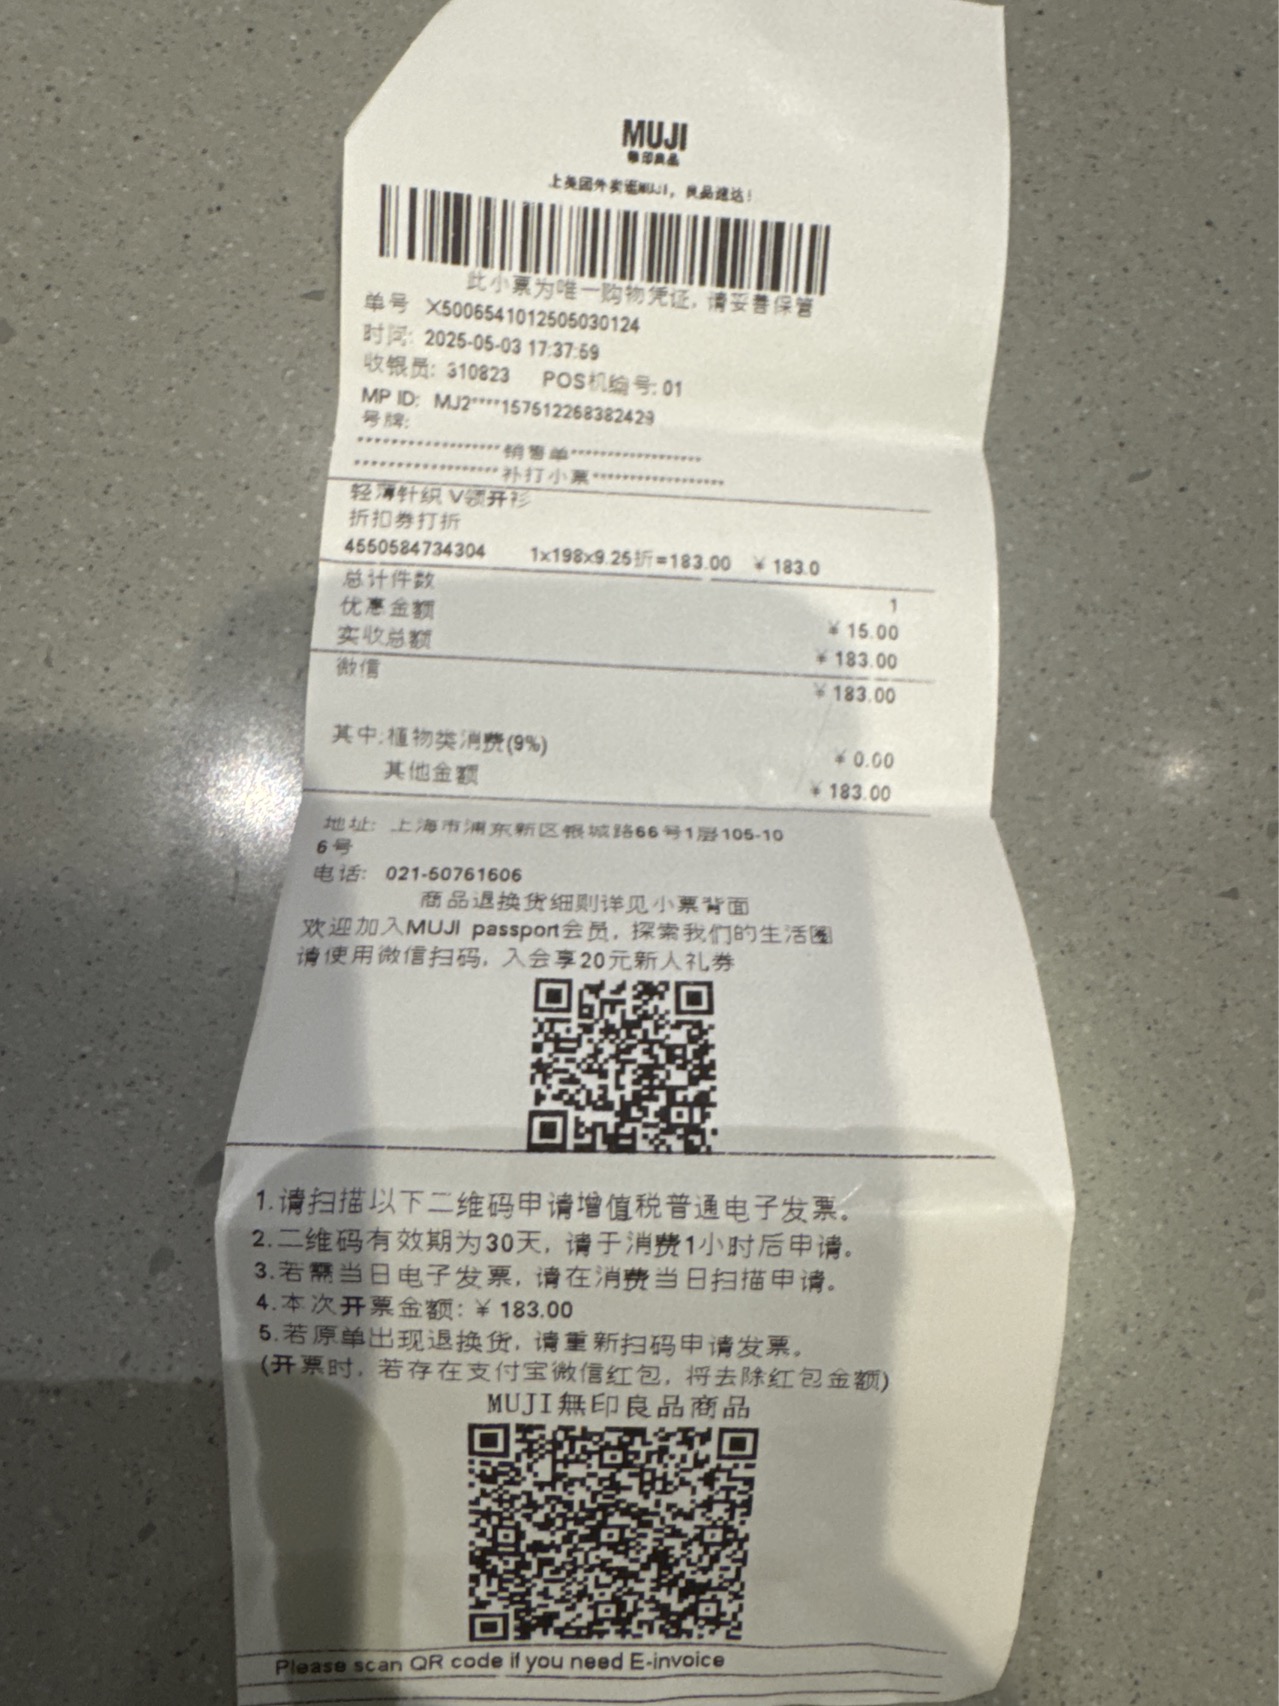 MUJI
無印良品
上美团外卖逛MUJI，良品速达！
此小票为唯一购物凭证，请妥善保管
单号 X5006541012505030124
时间: 2025-05-03 17:37:59
收银员: 310823 POS机编号: 01
MP ID: MJ2****157512268382429
号牌:
******************销售单*****************
******************补打小票*****************
轻薄针织 V领开衫
折扣券打折
4550584734304 1x198x9.25折=183.00 ¥ 183.0
总计件数 1
优惠金额 ¥ 15.00
实收总额 ¥ 183.00
微信 ¥ 183.00
其中:植物类消费(9%) ¥ 0.00
其他金额 ¥ 183.00
地址: 上海市浦东新区银城路66号1层105-10
6号
电话: 021-50761606
商品退换货细则详见小票背面
欢迎加入MUJI passport会员，探索我们的生活圈
请使用微信扫码，入会享20元新人礼券
1.请扫描以下二维码申请增值税普通电子发票。
2.二维码有效期为30天，请于消费1小时后申请。
3.若需当日电子发票，请在消费当日扫描申请。
4.本次开票金额: ¥ 183.00
5.若原单出现退换货，请重新扫码申请发票。
(开票时，若存在支付宝微信红包，将去除红包金额)
MUJI無印良品商品
Please scan QR code if you need E-invoice